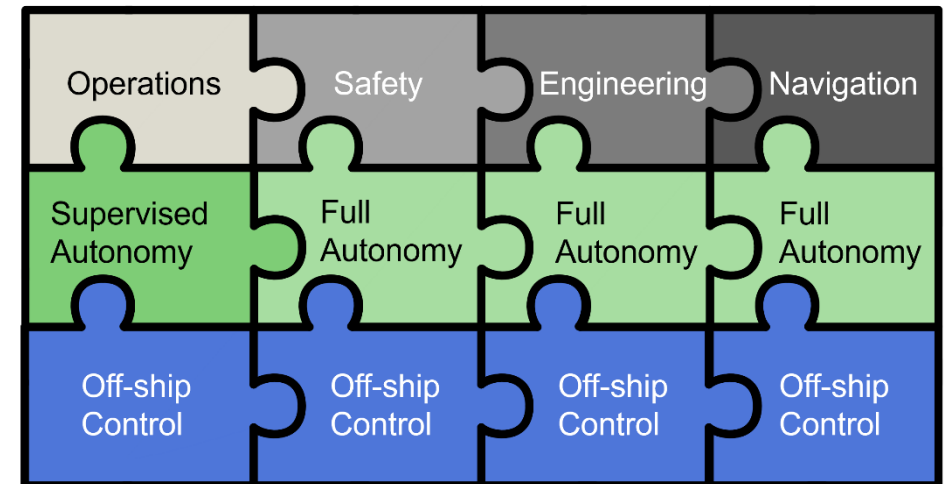 Operations
Safety
Engineering
Navigation
Supervised
Autonomy
Full
Autonomy
Full
Autonomy
Full
Autonomy
Off-ship
Control
Off-ship
Control
Off-ship
Control
Off-ship
Control